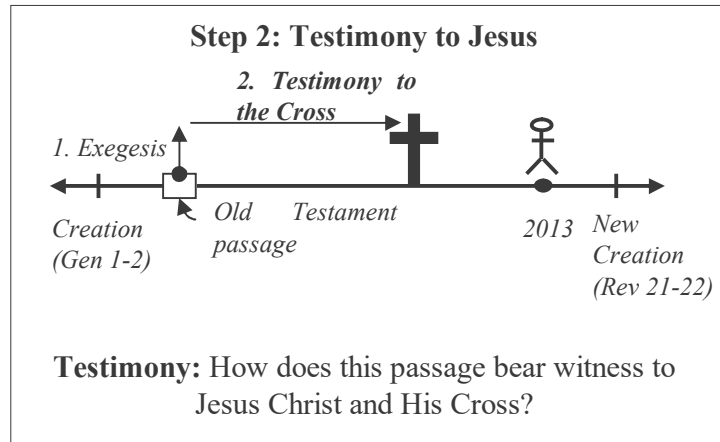 Step 2: Testimony to Jesus
2. Testimony to
the Cross
1. Exegesis
Creation
(Gen 1-2)
Old Testament
passage
2013
New
Creation
(Rev 21-22)
Testimony: How does this passage bear witness to
Jesus Christ and His Cross?